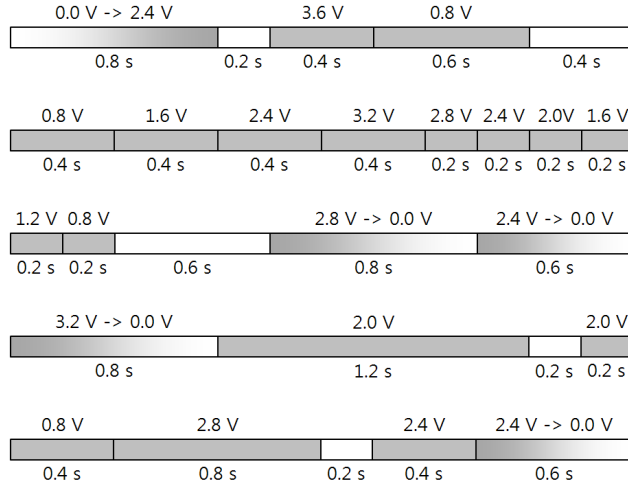 0.0 V -> 2.4 V 3.6 V 0.8 V
0.8 s 0.2 s 0.4 s 0.6 s 0.4 s
0.8 V 1.6 V 2.4 V 3.2 V 2.8 V 2.4 V 2.0V 1.6 V
0.4 s 0.4 s 0.4 s 0.4 s 0.2 s 0.2 s 0.2 s 0.2 s
1.2 V 0.8 V 2.8 V -> 0.0 V 2.4 V -> 0.0 V
0.2 s 0.2 s 0.6 s 0.8 s 0.6 s
3.2 V -> 0.0 V 2.0 V 2.0 V
0.8 s 1.2 s 0.2 s 0.2 s
0.8 V 2.8 V 2.4 V 2.4 V -> 0.0 V
0.4 s 0.8 s 0.2 s 0.4 s 0.6 s